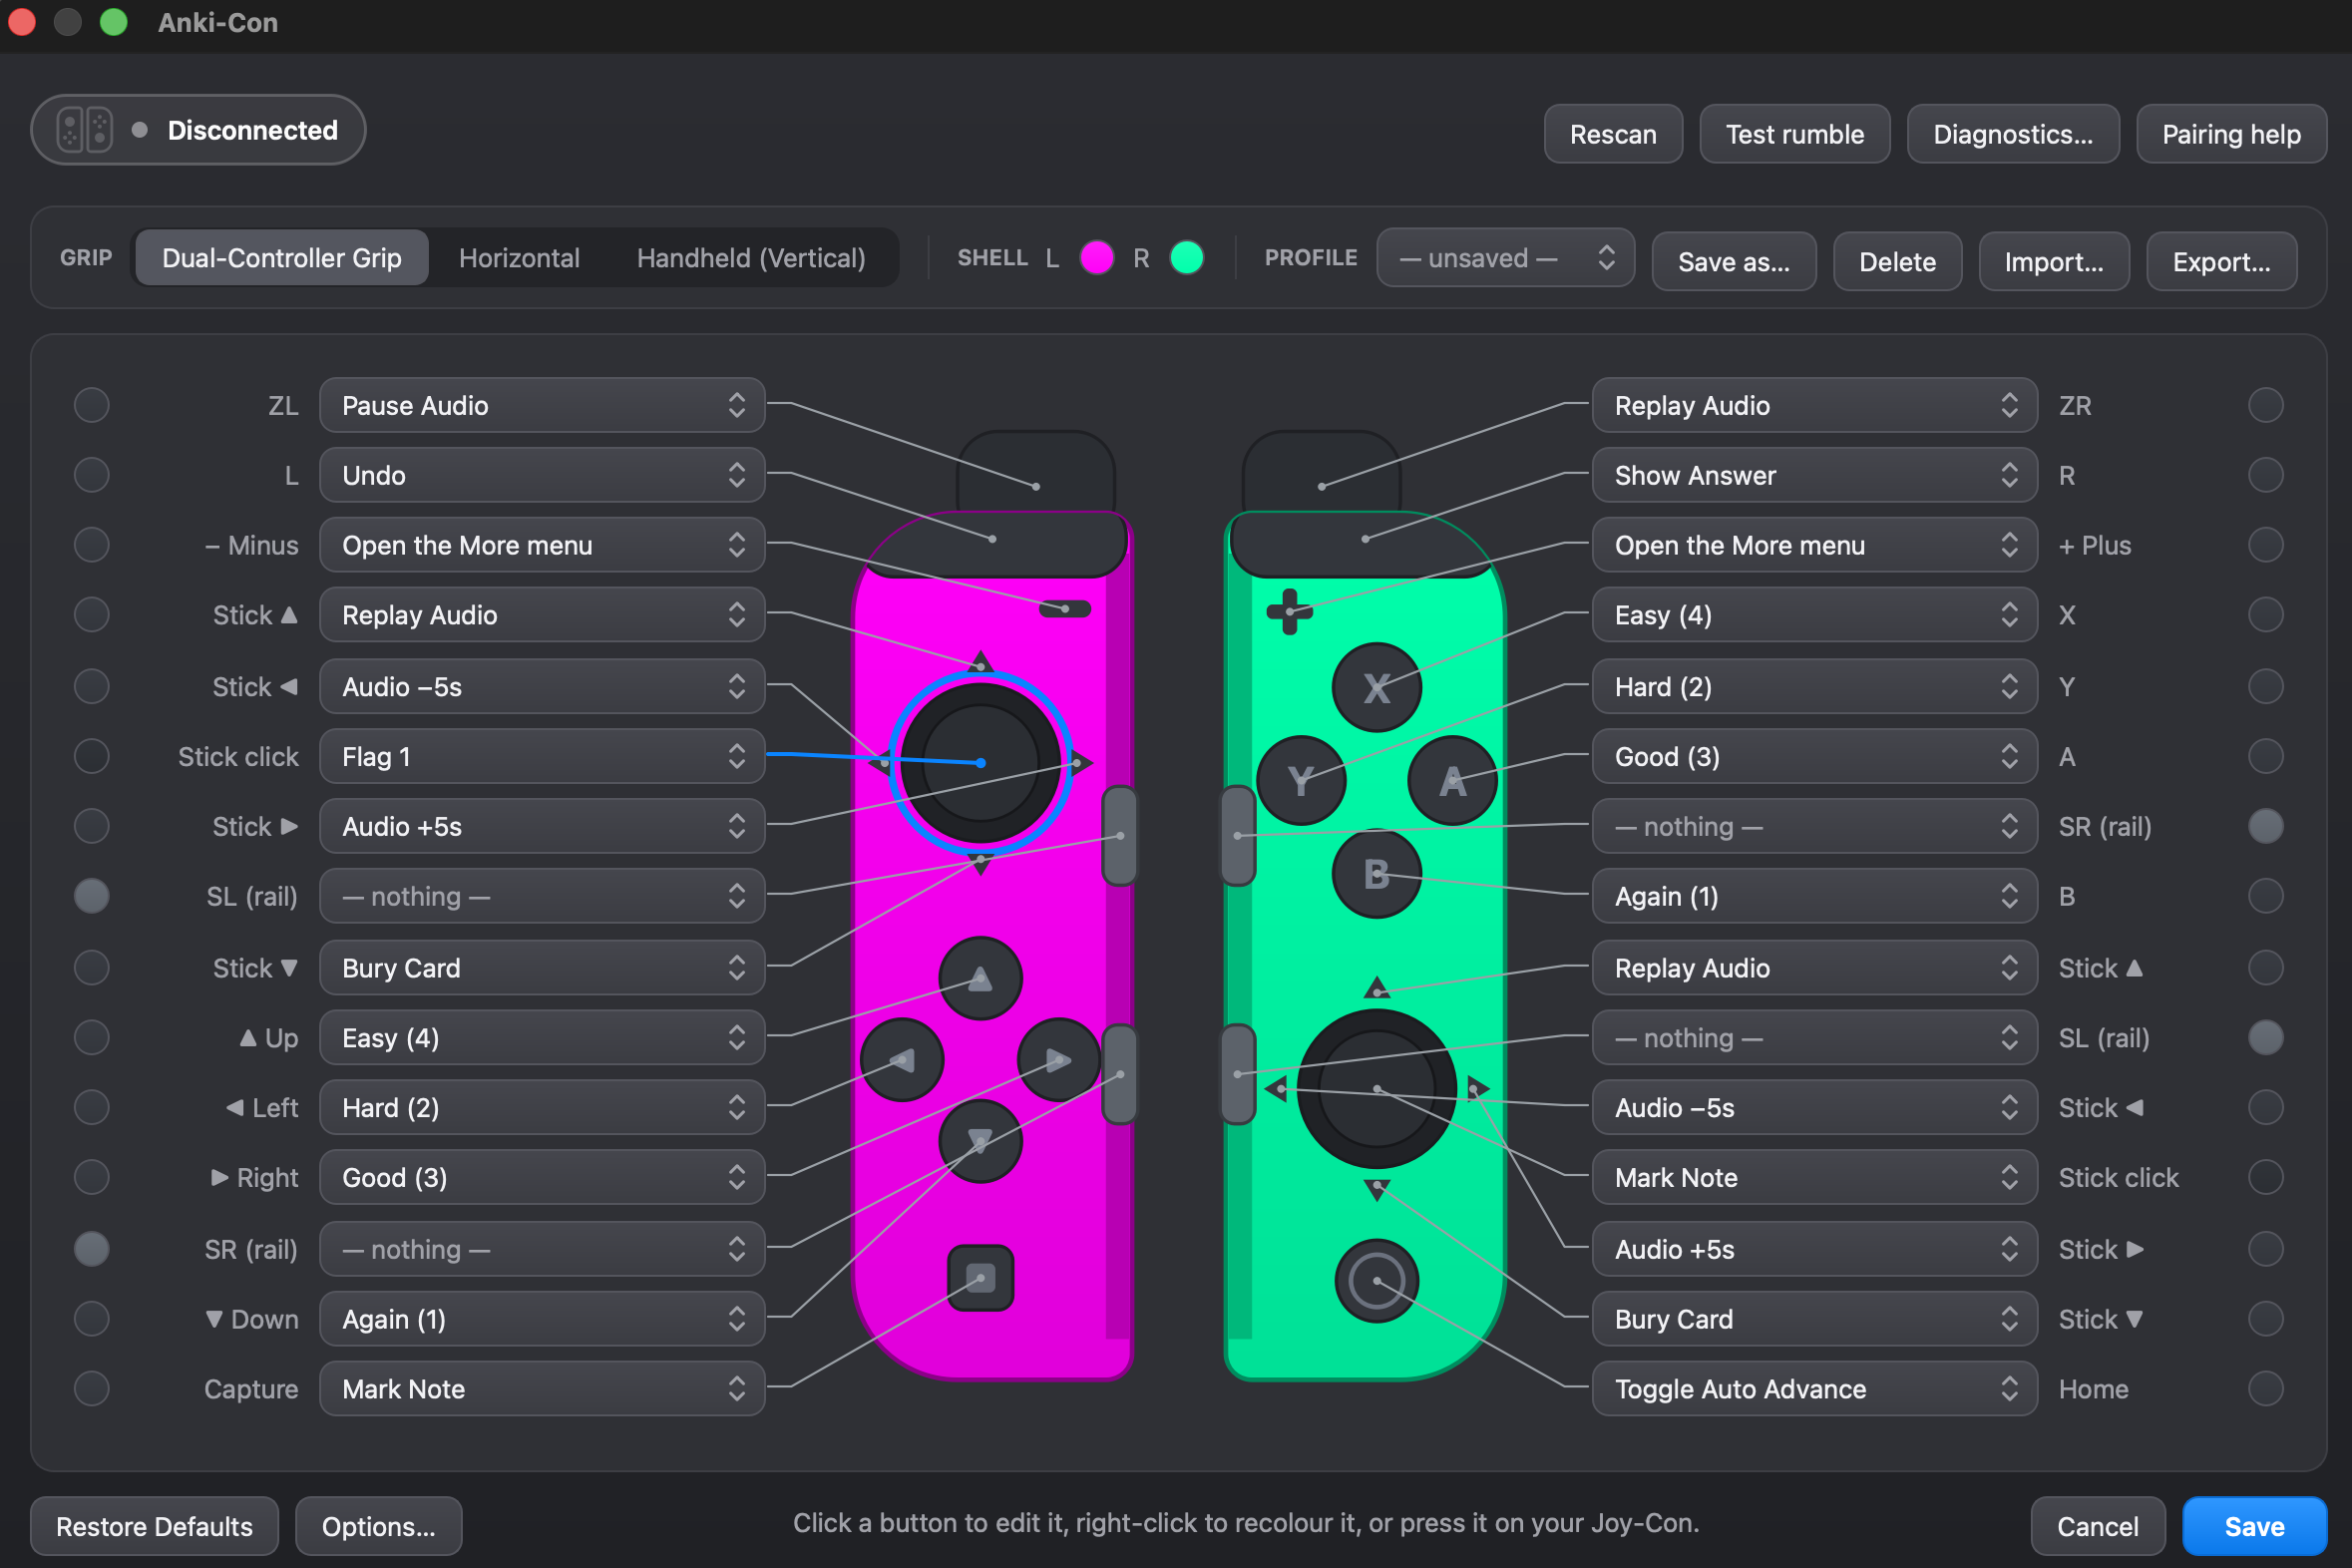 Anki-Con
Disconnected
Rescan
Test rumble
Diagnostics...
Pairing help
GRIP
Dual-Controller Grip
Horizontal
Handheld (Vertical)
SHELL
L
R
PROFILE
— unsaved —
Save as...
Delete
Import...
Export...
ZL
Pause Audio
L
Undo
– Minus
Open the More menu
Stick ▲
Replay Audio
Stick ◀
Audio −5s
Stick click
Flag 1
Stick ▶
Audio +5s
SL (rail)
— nothing —
Stick ▼
Bury Card
▲ Up
Easy (4)
◀ Left
Hard (2)
▶ Right
Good (3)
SR (rail)
— nothing —
▼ Down
Again (1)
Capture
Mark Note
X
Y
A
B
Replay Audio
ZR
Show Answer
R
Open the More menu
+ Plus
Easy (4)
X
Hard (2)
Y
Good (3)
A
— nothing —
SR (rail)
Again (1)
B
Replay Audio
Stick ▲
— nothing —
SL (rail)
Audio −5s
Stick ◀
Mark Note
Stick click
Audio +5s
Stick ▶
Bury Card
Stick ▼
Toggle Auto Advance
Home
Restore Defaults
Options...
Click a button to edit it, right-click to recolour it, or press it on your Joy-Con.
Cancel
Save